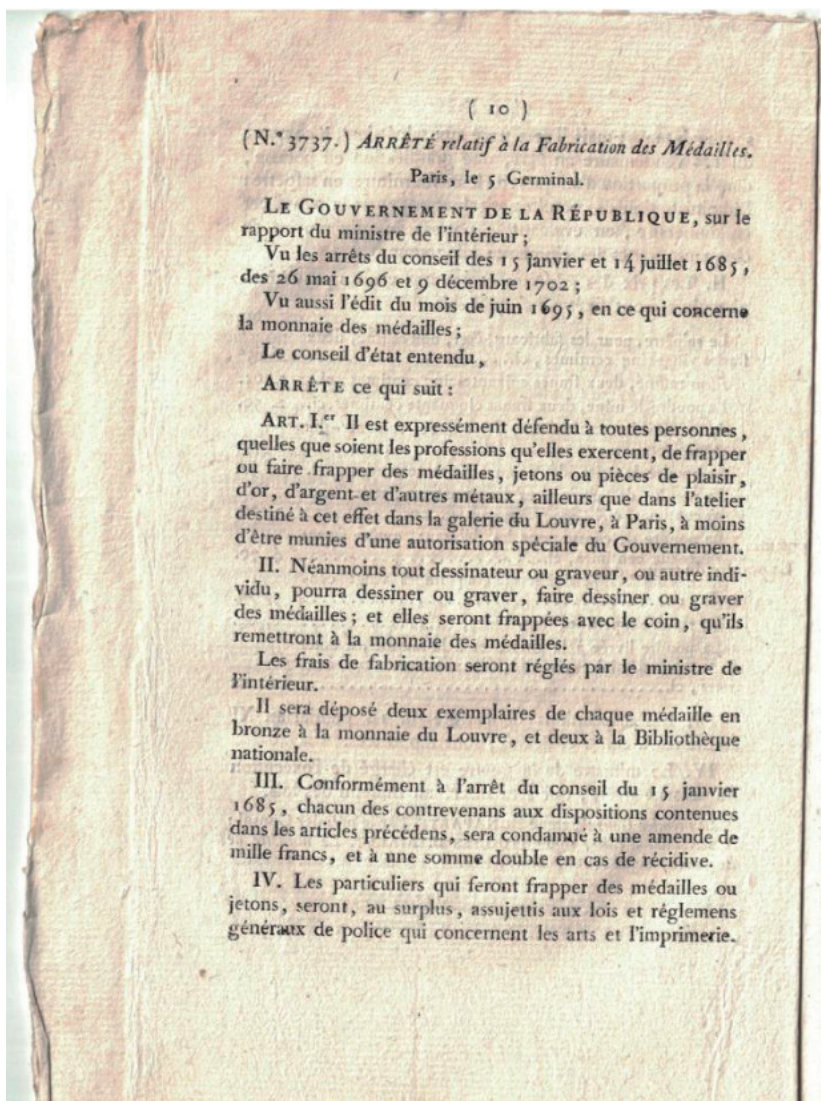 ( 10 )
(N.º 3737.) ARRÊTÉ relatif à la Fabrication des Médailles.
Paris, le 5 Germinal.
LE GOUVERNEMENT DE LA RÉPUBLIQUE, sur le
rapport du ministre de l'intérieur ;
Vu les arrêts du conseil des 15 janvier et 14 juillet 1685,
des 26 mai 1696 et 9 décembre 1702 ;
Vu aussi l'édit du mois de juin 1695, en ce qui concerne
la monnaie des médailles ;
Le conseil d'état entendu,
ARRÊTE ce qui suit :
ART. I.er Il est expressément défendu à toutes personnes,
quelles que soient les professions qu'elles exercent, de frapper
ou faire frapper des médailles, jetons ou pièces de plaisir,
d'or, d'argent et d'autres métaux, ailleurs que dans l'atelier
destiné à cet effet dans la galerie du Louvre, à Paris, à moins
d'être munies d'une autorisation spéciale du Gouvernement.
II. Néanmoins tout dessinateur ou graveur, ou autre indi-
vidu, pourra dessiner ou graver, faire dessiner ou graver
des médailles ; et elles seront frappées avec le coin, qu'ils
remettront à la monnaie des médailles.
Les frais de fabrication seront réglés par le ministre de
l'intérieur.
Il sera déposé deux exemplaires de chaque médaille en
bronze à la monnaie du Louvre, et deux à la Bibliothèque
nationale.
III. Conformément à l'arrêt du conseil du 15 janvier
1685, chacun des contrevenans aux dispositions contenues
dans les articles précédens, sera condamné à une amende de
mille francs, et à une somme double en cas de récidive.
IV. Les particuliers qui feront frapper des médailles ou
jetons, seront, au surplus, assujettis aux lois et réglemens
généraux de police qui concernent les arts et l'imprimerie.